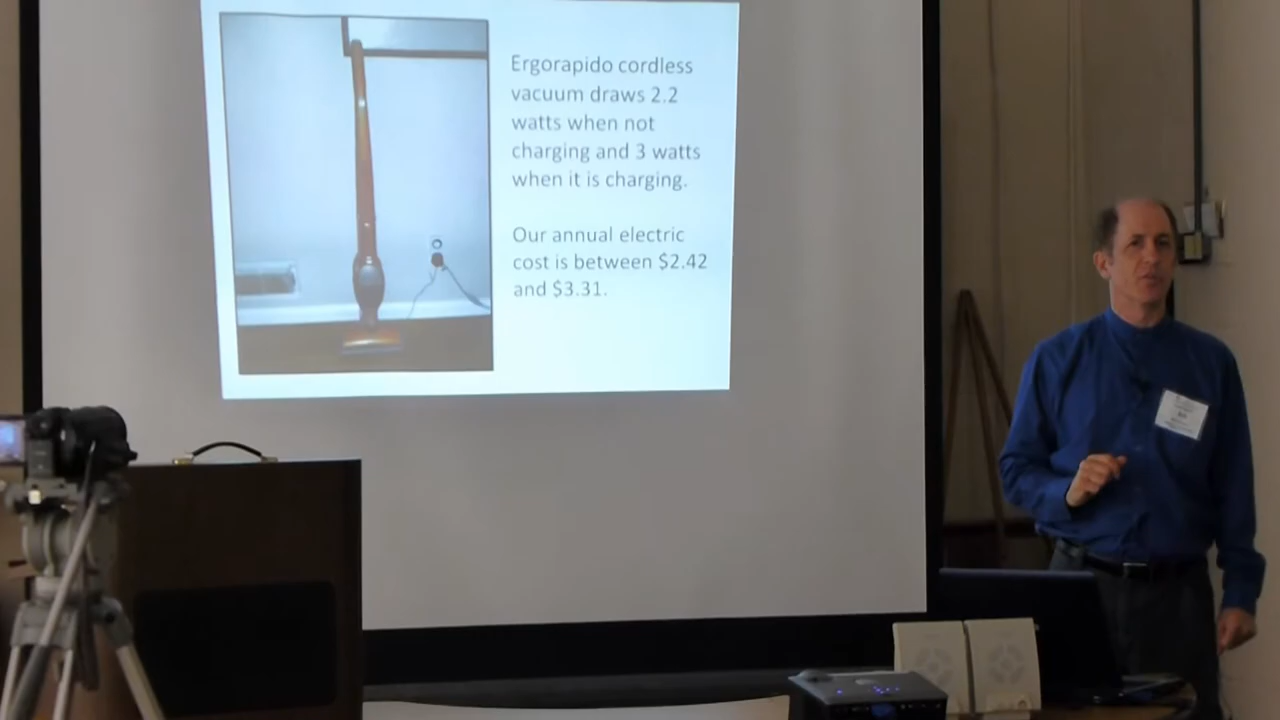 Ergorapido cordless
vacuum draws 2.2
watts when not
charging and 3 watts
when it is charging.
Our annual electric
cost is between $2.42
and $3.31.